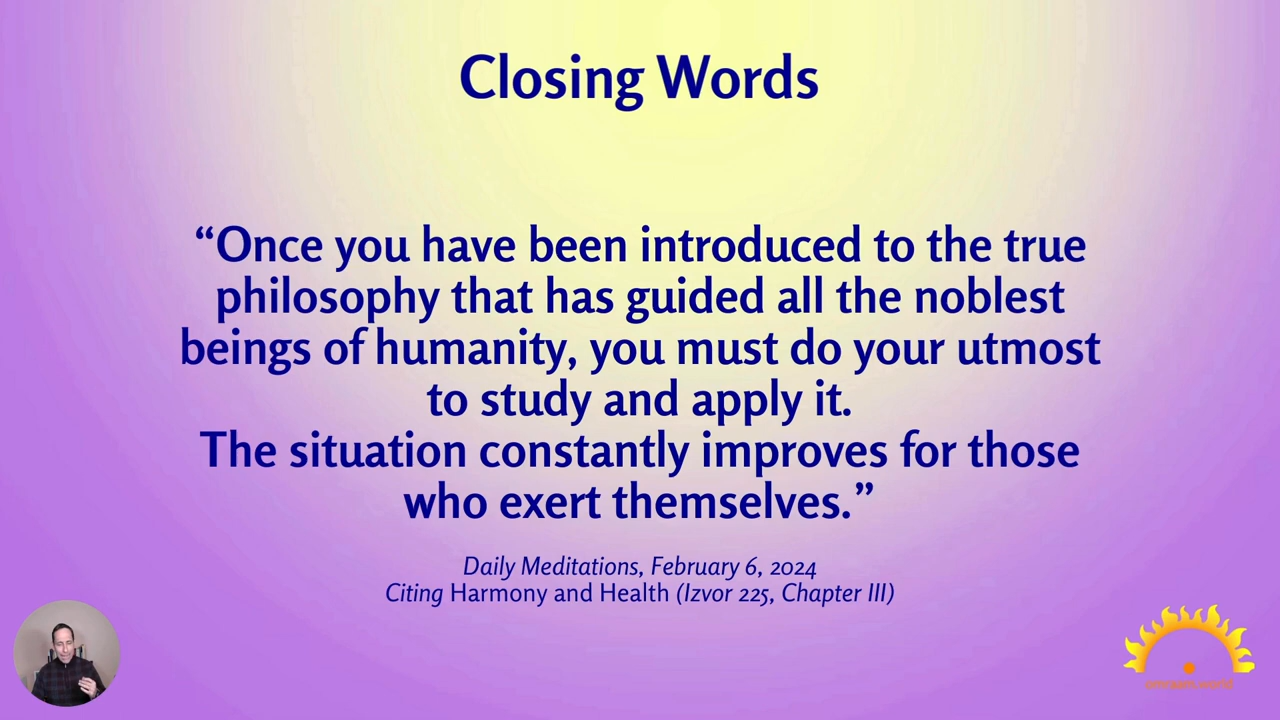 Closing Words
“Once you have been introduced to the true
philosophy that has guided all the noblest
beings of humanity, you must do your utmost
to study and apply it.
The situation constantly improves for those
who exert themselves.”
Daily Meditations, February 6, 2024
Citing Harmony and Health (Izvor 225, Chapter III)
omraam.world